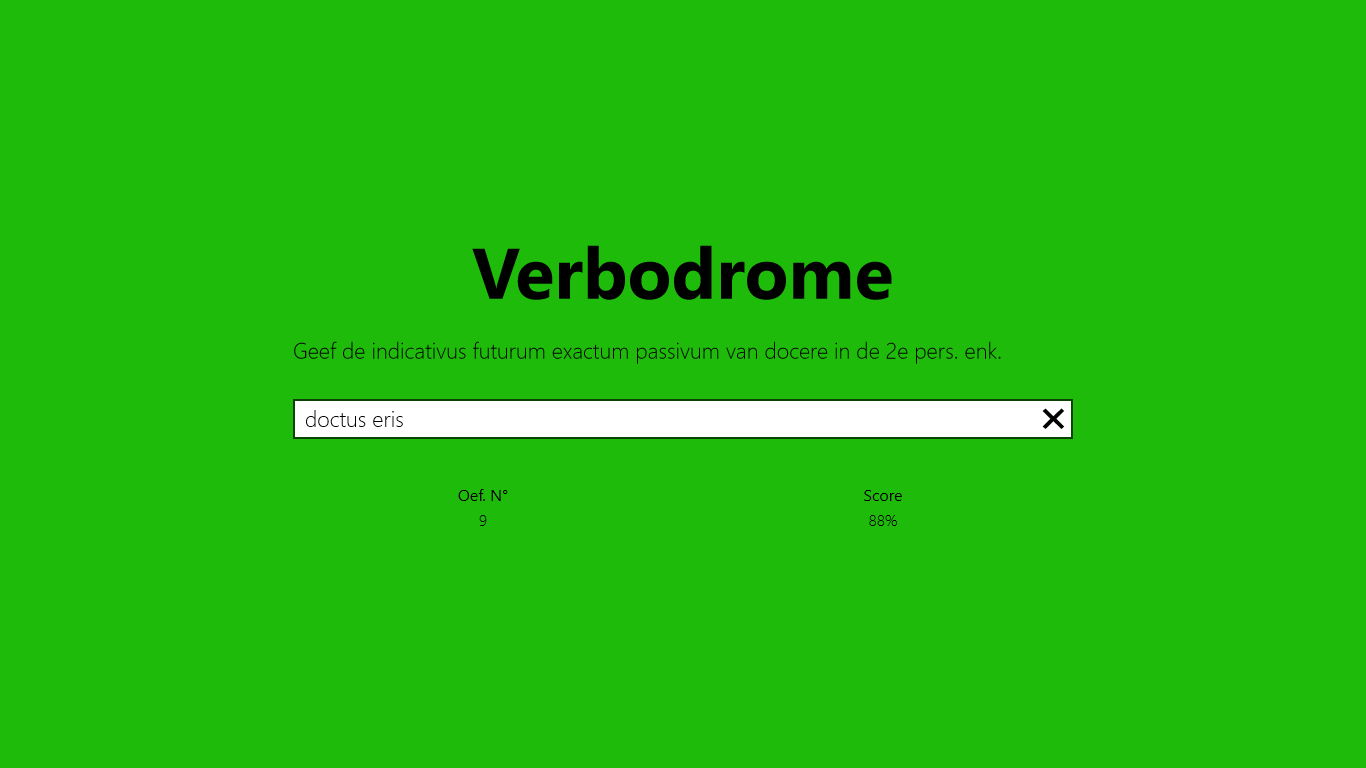 Verbodrome
Geef de indicativus futurum exactum passivum van docere in de 2e pers. enk.
doctus eris
Oef. N°
Score
9
88%